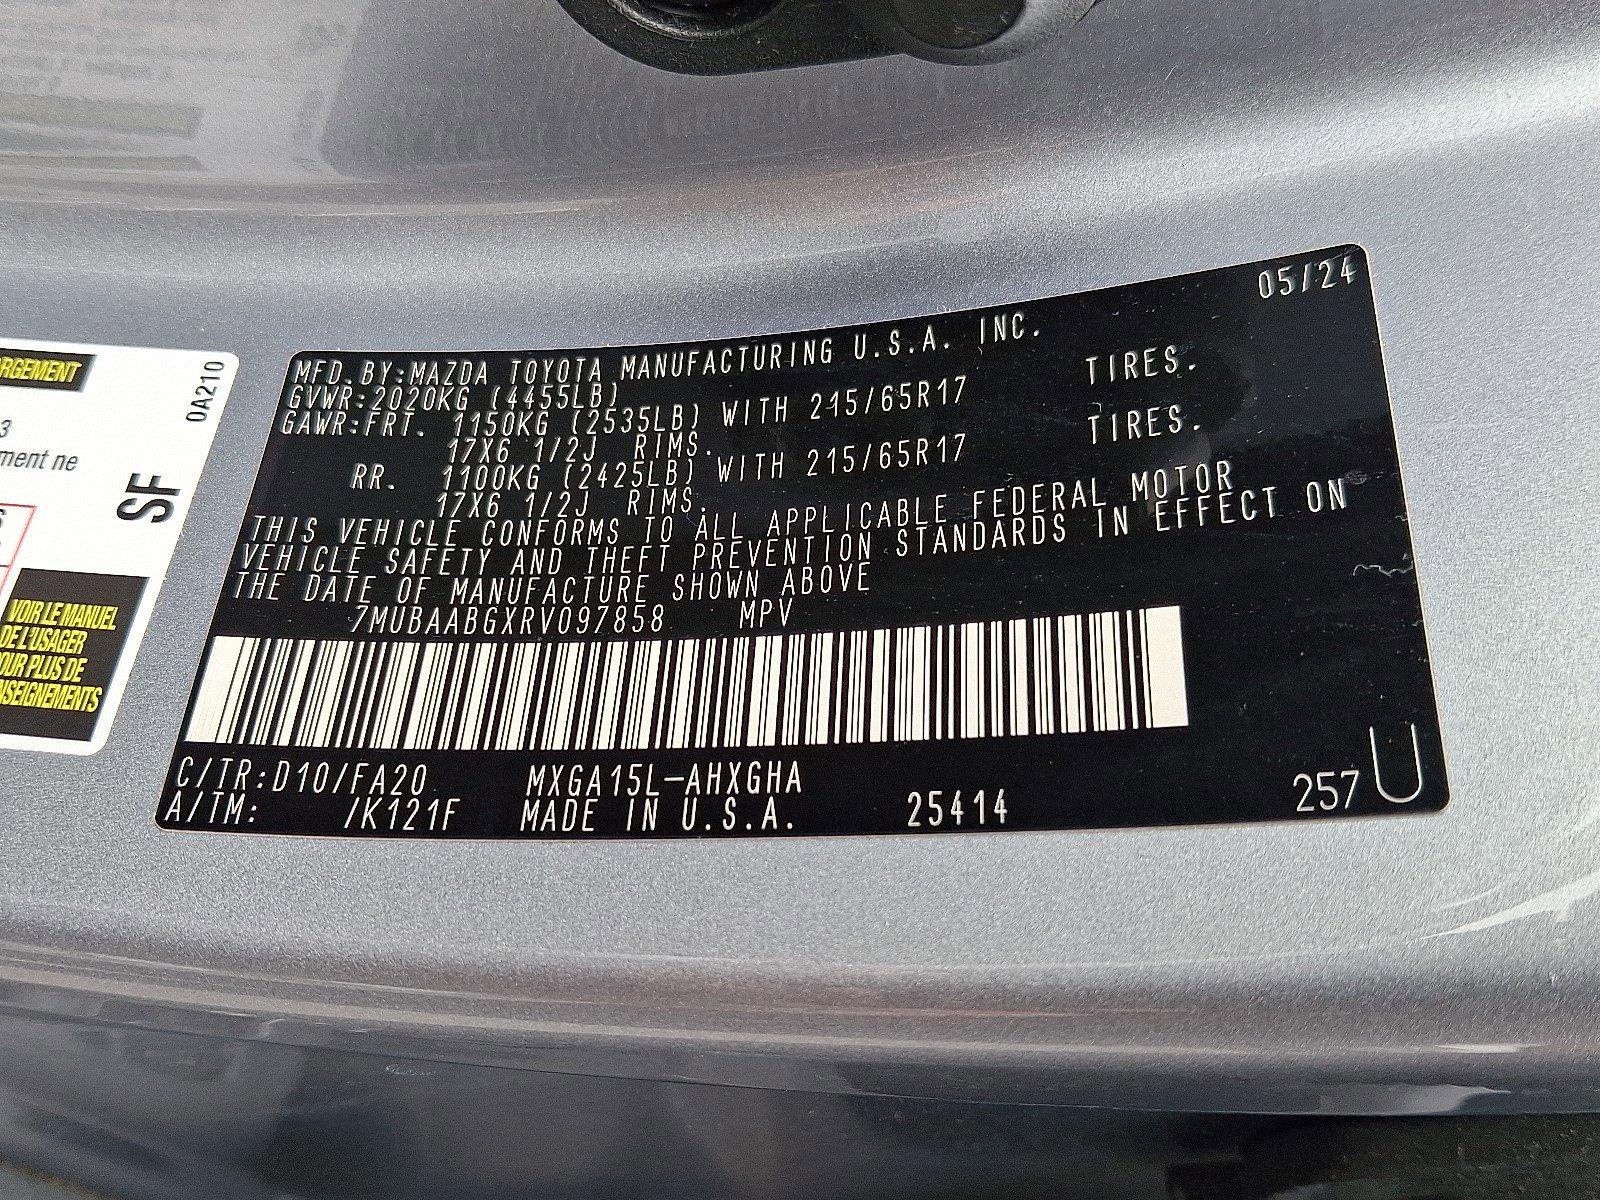 05/24
MFD. BY:MAZDA TOYOTA MANUFACTURING U.S.A. INC.
GVWR:2020KG (4455LB)
GAWR:FRT. 1150KG (2535LB) WITH 215/65R17 TIRES.
17X6 1/2J RIMS.
RR. 1100KG (2425LB) WITH 215/65R17 TIRES.
17X6 1/2J RIMS.
THIS VEHICLE CONFORMS TO ALL APPLICABLE FEDERAL MOTOR
VEHICLE SAFETY AND THEFT PREVENTION STANDARDS IN EFFECT ON
THE DATE OF MANUFACTURE SHOWN ABOVE
7MUBAABGXRV097858 MPV
C/TR:D10/FA20 MXGA15L-AHXGHA
A/TM: /K121F MADE IN U.S.A. 25414 257 U
0A210
SF
3
ment ne
VOIR LE MANUEL
DE L'USAGER
PLUS DE